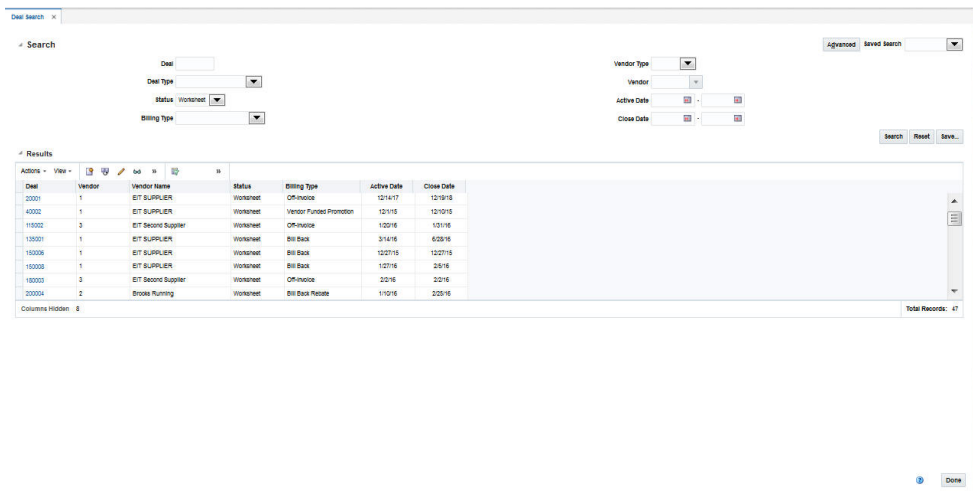 Deal Search ×
Search
Advanced Saved Search
Deal
Vendor Type
Deal Type
Vendor
Status Worksheet
Active Date -
Billing Type
Close Date -
Search Reset Save...
Results
Actions View » »
Deal Vendor Vendor Name Status Billing Type Active Date Close Date
20001 1 EIT SUPPLIER Worksheet Off-Invoice 12/14/17 12/19/18
40002 1 EIT SUPPLIER Worksheet Vendor Funded Promotion 12/1/15 12/10/15
115002 3 EIT Second Supplier Worksheet Off-Invoice 1/20/16 1/31/16
135001 1 EIT SUPPLIER Worksheet Bill Back 3/14/16 6/28/16
150006 1 EIT SUPPLIER Worksheet Bill Back 12/27/15 12/27/15
150008 1 EIT SUPPLIER Worksheet Bill Back 1/27/16 2/5/16
180003 3 EIT Second Supplier Worksheet Off-Invoice 2/2/16 2/2/16
200004 2 Brooks Running Worksheet Bill Back Rebate 1/10/16 2/25/16
Columns Hidden 8
Total Records: 47
? Done